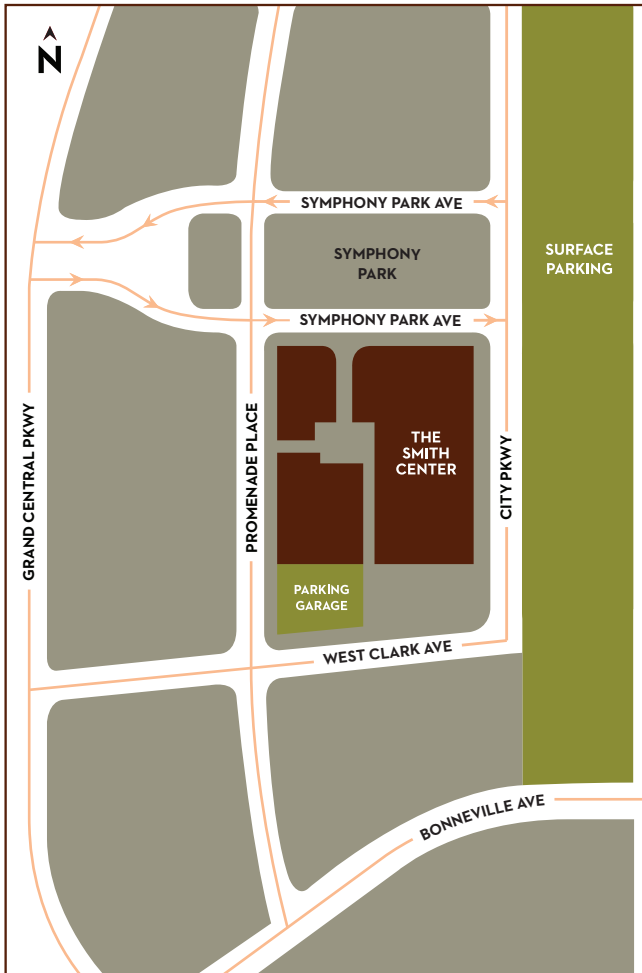 N
SYMPHONY PARK AVE
SYMPHONY
PARK
SURFACE
PARKING
SYMPHONY PARK AVE
GRAND CENTRAL PKWY
PROMENADE PLACE
THE
SMITH
CENTER
CITY PKWY
PARKING
GARAGE
WEST CLARK AVE
BONNEVILLE AVE